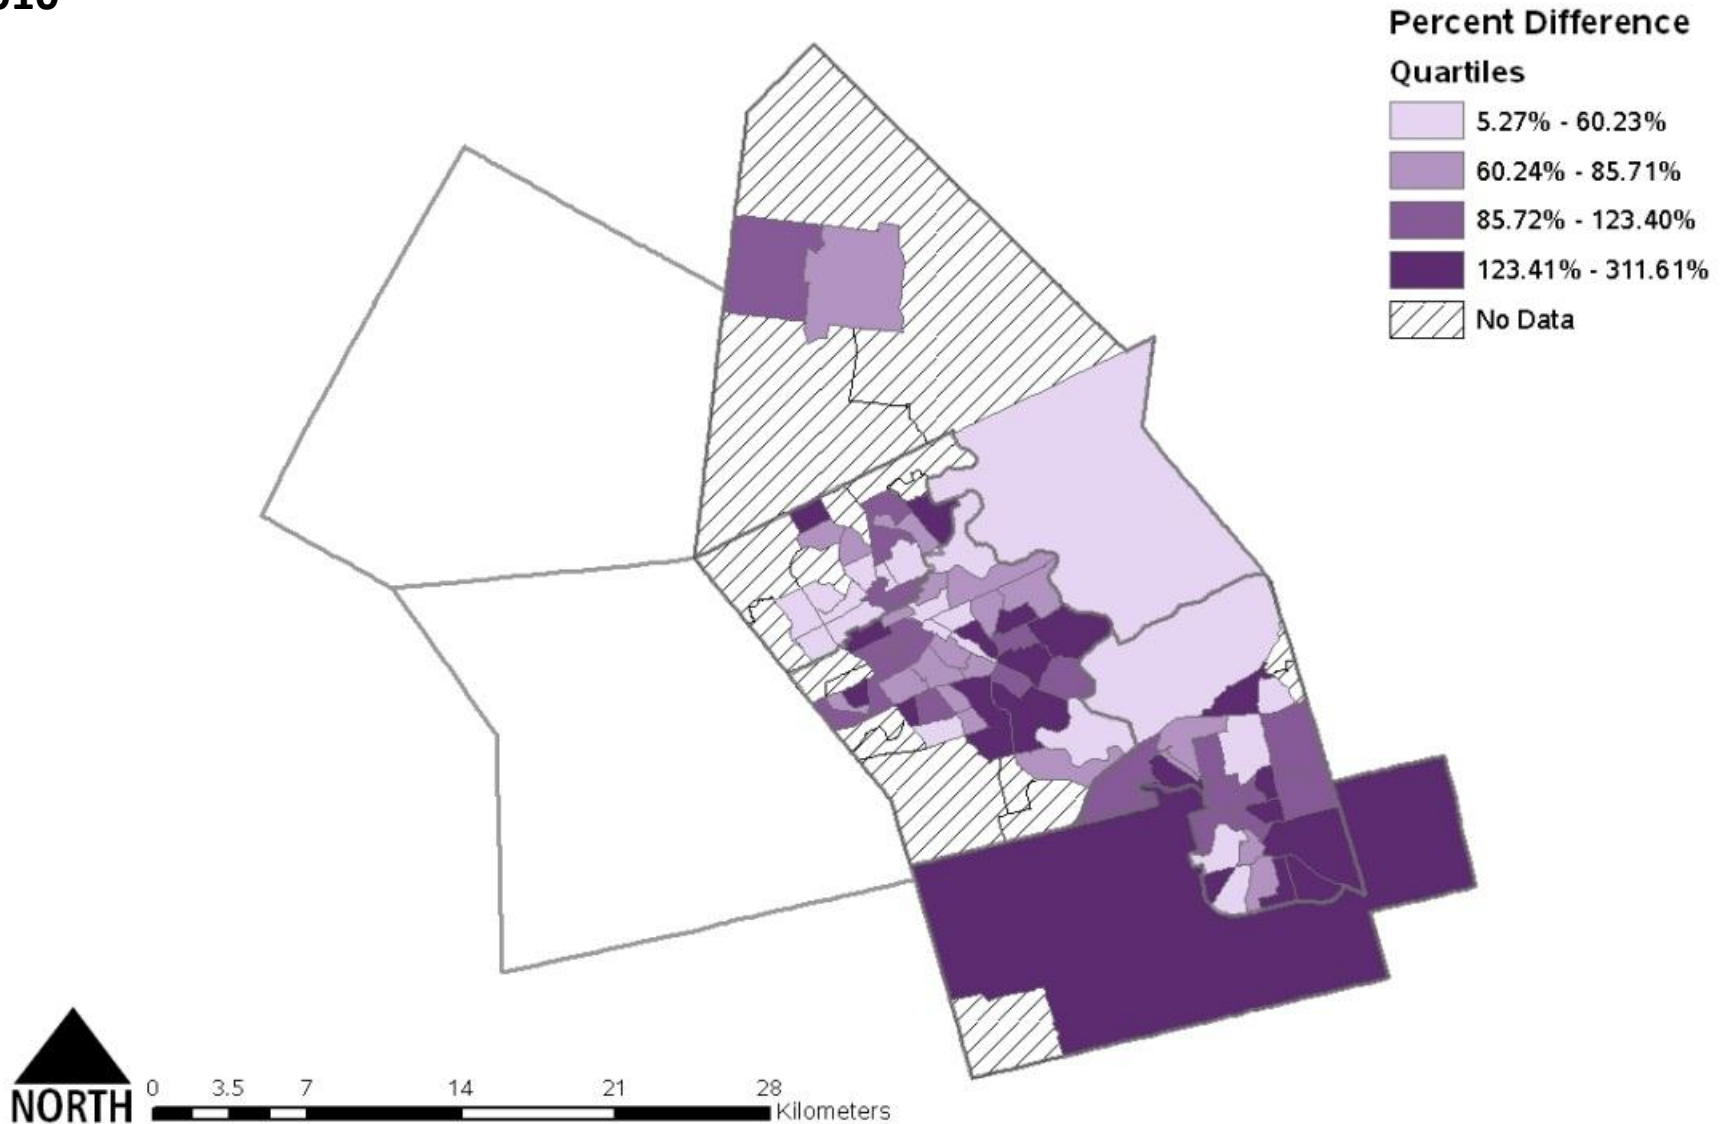 Percent Difference
Quartiles
5.27% - 60.23%
60.24% - 85.71%
85.72% - 123.40%
123.41% - 311.61%
No Data
NORTH
0 3.5 7 14 21 28
Kilometers